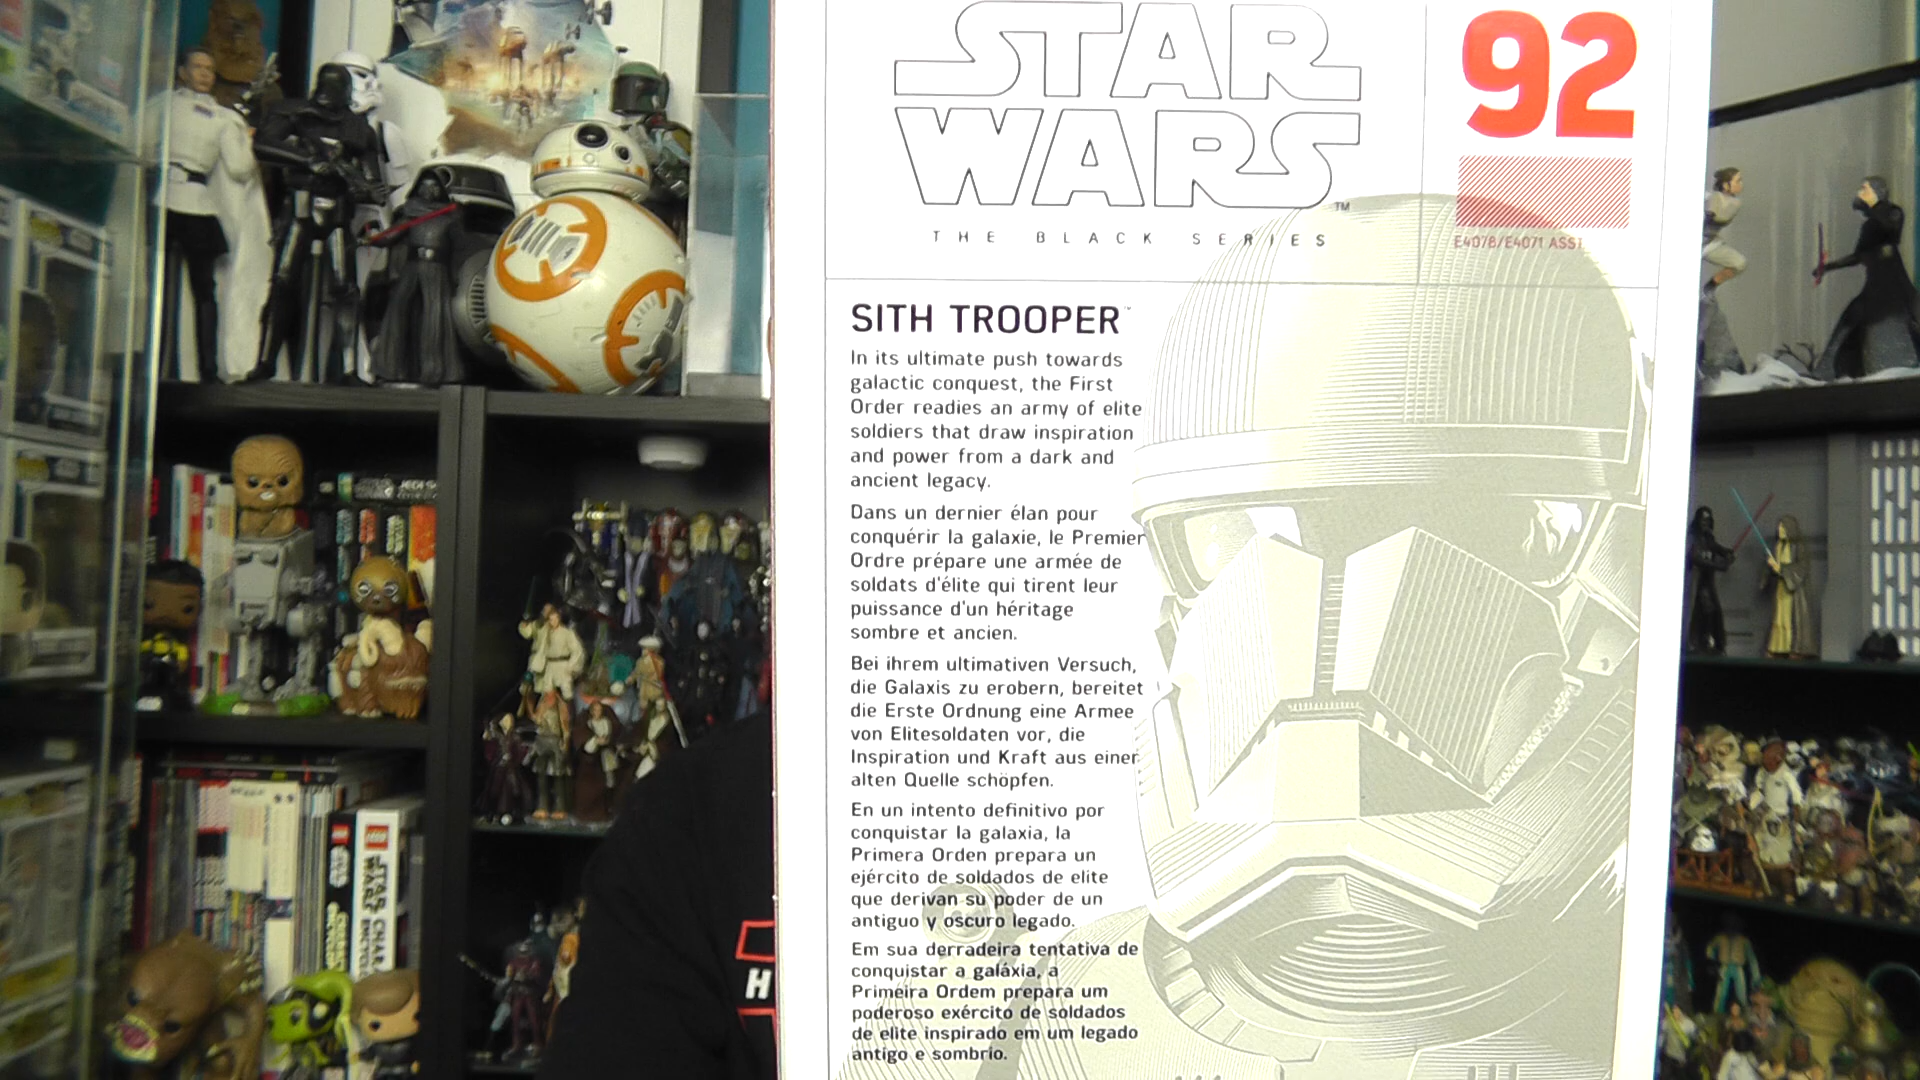 STAR
WARS
™
THE BLACK SERIES
92
E4078/E4071 ASST.
SITH TROOPER™
In its ultimate push towards
galactic conquest, the First
Order readies an army of elite
soldiers that draw inspiration
and power from a dark and
ancient legacy.
Dans un dernier élan pour
conquérir la galaxie, le Premier
Ordre prépare une armée de
soldats d'élite qui tirent leur
puissance d'un héritage
sombre et ancien.
Bei ihrem ultimativen Versuch,
die Galaxis zu erobern, bereitet
die Erste Ordnung eine Armee
von Elitesoldaten vor, die
Inspiration und Kraft aus einer
alten Quelle schöpfen.
En un intento definitivo por
conquistar la galaxia, la
Primera Orden prepara un
ejército de soldados de elite
que derivan su poder de un
antiguo y oscuro legado.
Em sua derradeira tentativa de
conquistar a galáxia, a
Primeira Ordem prepara um
poderoso exército de soldados
de elite inspirado em um legado
antigo e sombrio.
LEGO
STAR WARS
H